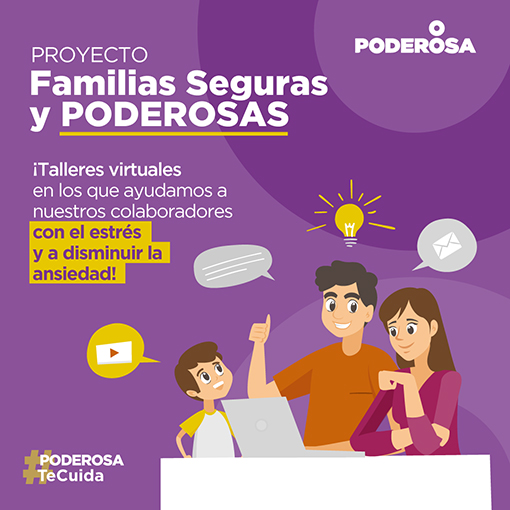 PODEROSA
PROYECTO
Familias Seguras
y PODEROSAS
¡Talleres virtuales
en los que ayudamos a
nuestros colaboradores
con el estrés
y a disminuir la
ansiedad!
#PODEROSA
TeCuida